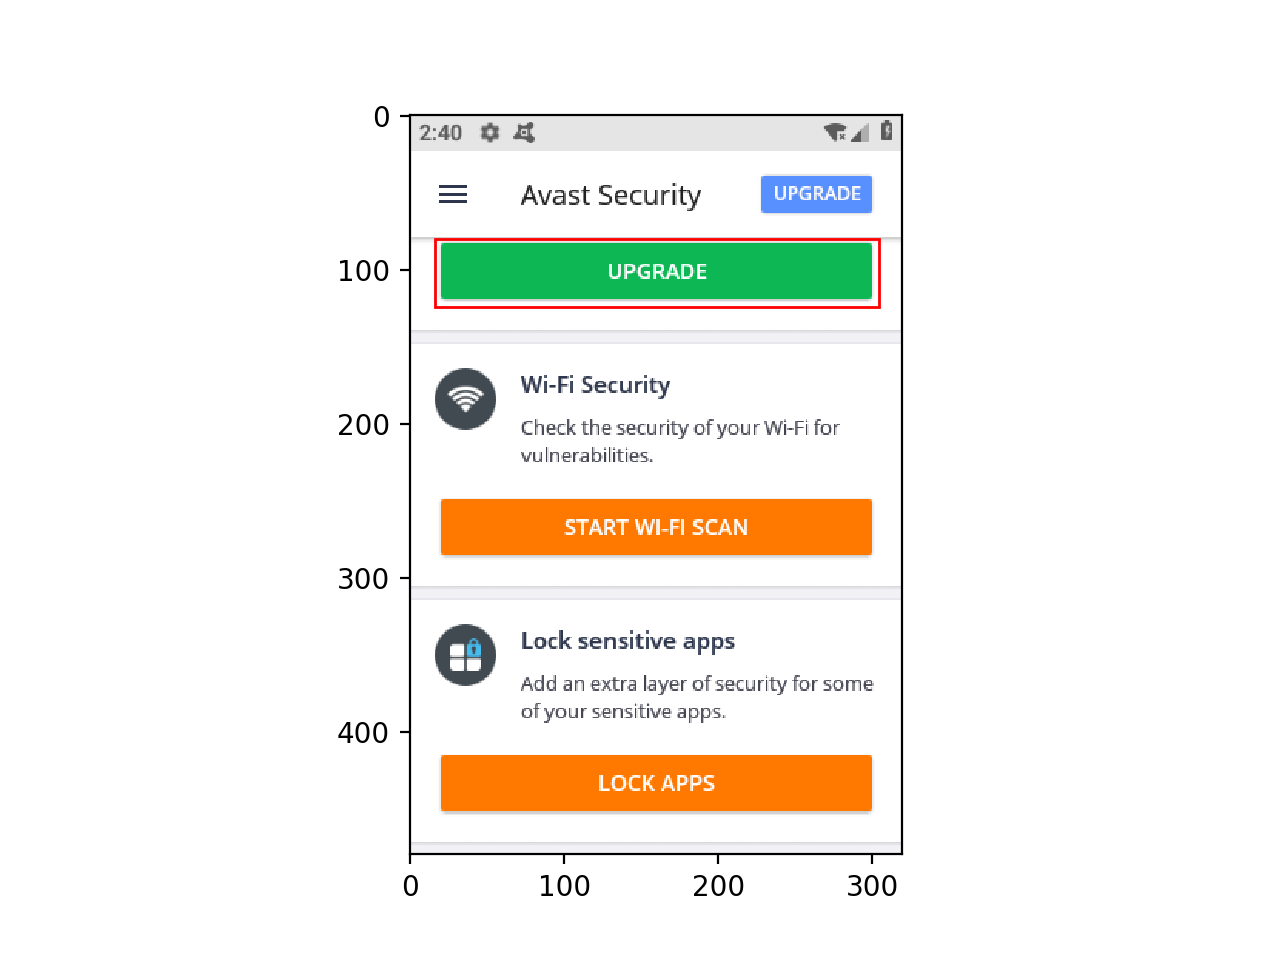 0
2:40
Avast Security
UPGRADE
100
UPGRADE
Wi-Fi Security
200
Check the security of your Wi-Fi for
vulnerabilities.
START WI-FI SCAN
300
Lock sensitive apps
Add an extra layer of security for some
of your sensitive apps.
400
LOCK APPS
0
100
200
300